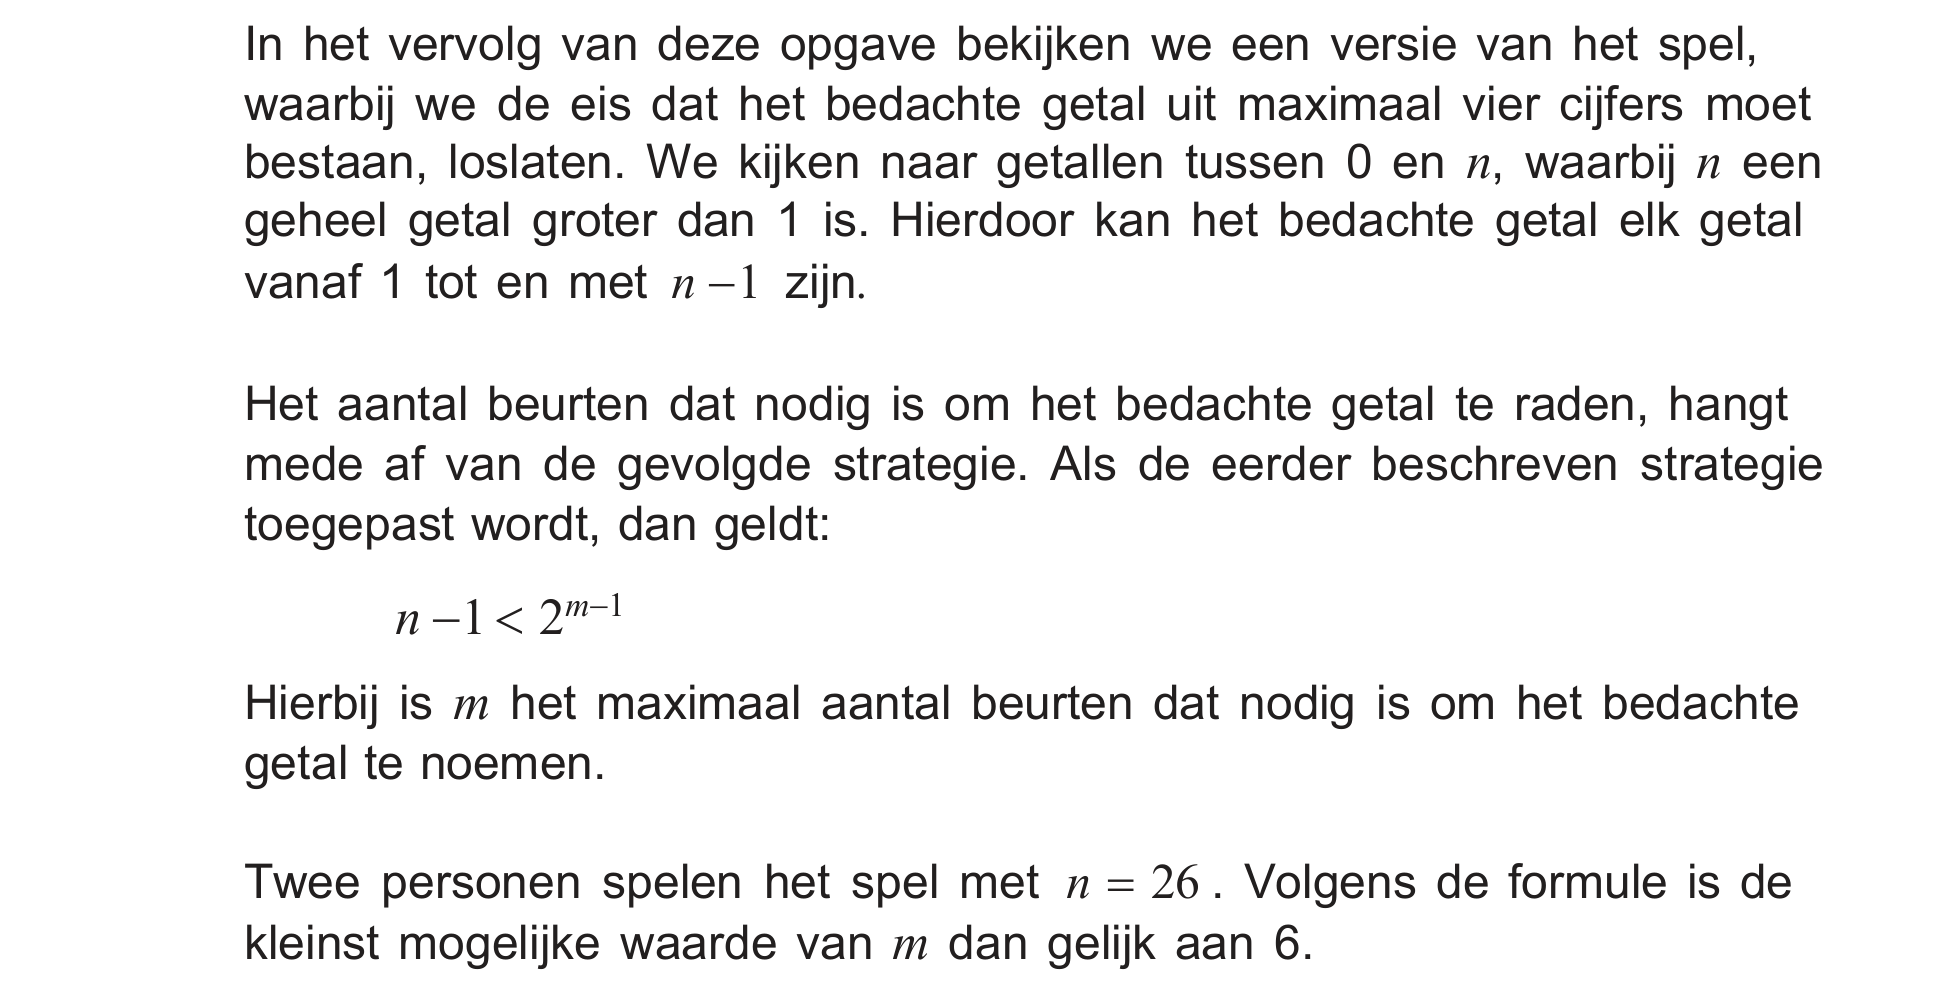 In het vervolg van deze opgave bekijken we een versie van het spel,
waarbij we de eis dat het bedachte getal uit maximaal vier cijfers moet
bestaan, loslaten. We kijken naar getallen tussen 0 en n, waarbij n een
geheel getal groter dan 1 is. Hierdoor kan het bedachte getal elk getal
vanaf 1 tot en met n − 1 zijn.
Het aantal beurten dat nodig is om het bedachte getal te raden, hangt
mede af van de gevolgde strategie. Als de eerder beschreven strategie
toegepast wordt, dan geldt:
n − 1 < 2^{m−1}
Hierbij is m het maximaal aantal beurten dat nodig is om het bedachte
getal te noemen.
Twee personen spelen het spel met n = 26 . Volgens de formule is de
kleinst mogelijke waarde van m dan gelijk aan 6.